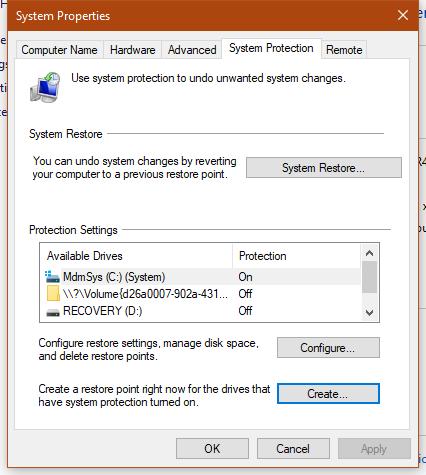 System Properties
Computer Name Hardware Advanced System Protection Remote
Use system protection to undo unwanted system changes.
System Restore
You can undo system changes by reverting
your computer to a previous restore point.
System Restore...
Protection Settings
Available Drives Protection
MdmSys (C:) (System) On
\\?\Volume{d26a0007-902a-431... Off
RECOVERY (D:) Off
Configure restore settings, manage disk space,
and delete restore points.
Configure...
Create a restore point right now for the drives that
have system protection turned on.
Create...
OK Cancel Apply